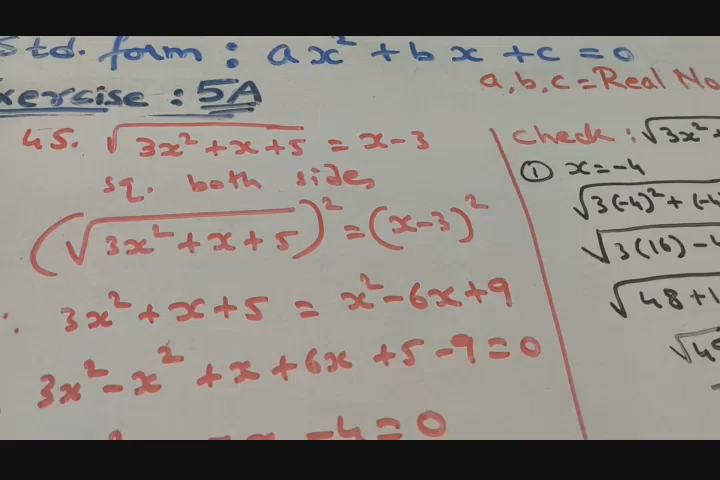 Std. form : ax² + bx + c = 0
a, b, c = Real No
Exercise : 5A
45. √3x² + x + 5 = x - 3
sq. both sides
(√3x² + x + 5)² = (x - 3)²
3x² + x + 5 = x² - 6x + 9
3x² - x² + x + 6x + 5 - 9 = 0
x - 4 = 0
Check : √3x²
① x = -4
√3(-4)² + (-4
√3(16) - 4
√48 + 1
√49